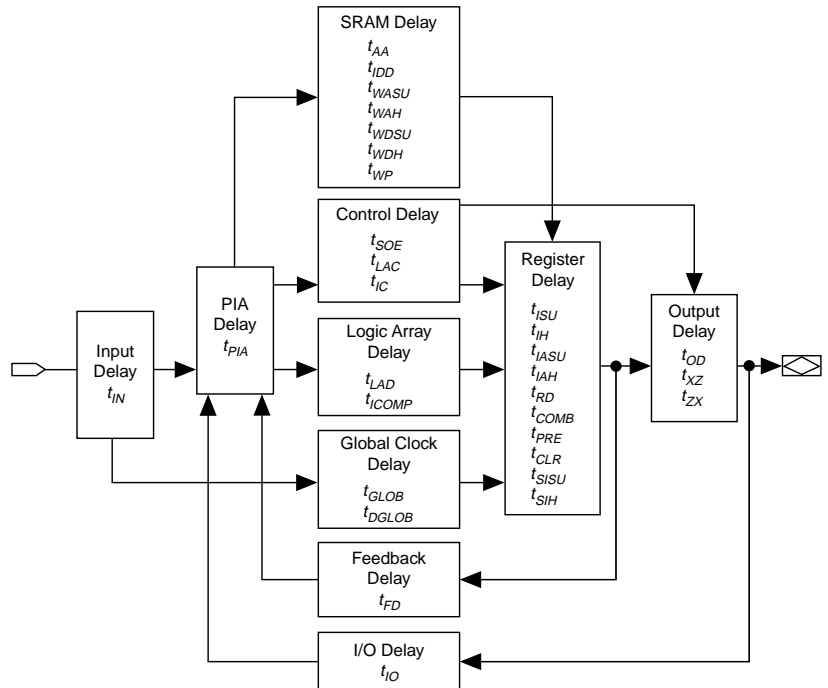 SRAM Delay
tAA
tIDD
tWASU
tWAH
tWDSU
tWDH
tWP
Control Delay
tSOE
tLAC
tIC
Register
Delay
tISU
tIH
tIASU
tIAH
tRD
tCOMB
tPRE
tCLR
tSISU
tSIH
PIA
Delay
tPIA
Output
Delay
tOD
tXZ
tZX
Input
Delay
tIN
Logic Array
Delay
tLAD
tICOMP
Global Clock
Delay
tGLOB
tDGLOB
Feedback
Delay
tFD
I/O Delay
tIO